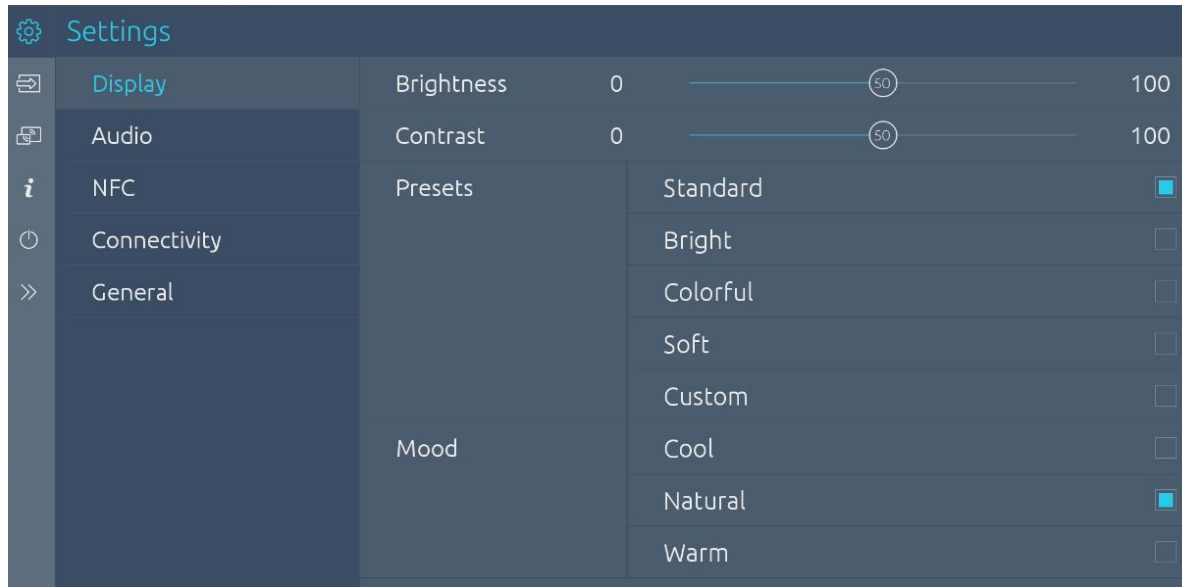 Settings
Display
Audio
NFC
Connectivity
General
Brightness 0 50 100
Contrast 0 50 100
Presets
Standard
Bright
Colorful
Soft
Custom
Mood
Cool
Natural
Warm